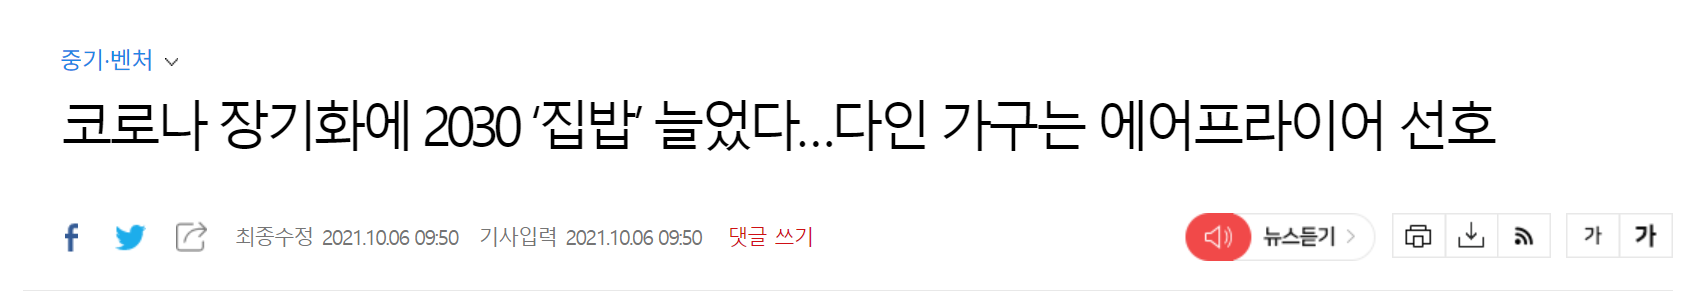 중기·벤처
코로나 장기화에 2030 ‘집밥’ 늘었다…다인 가구는 에어프라이어 선호
최종수정 2021.10.06 09:50 기사입력 2021.10.06 09:50 댓글 쓰기 뉴스듣기 가 가